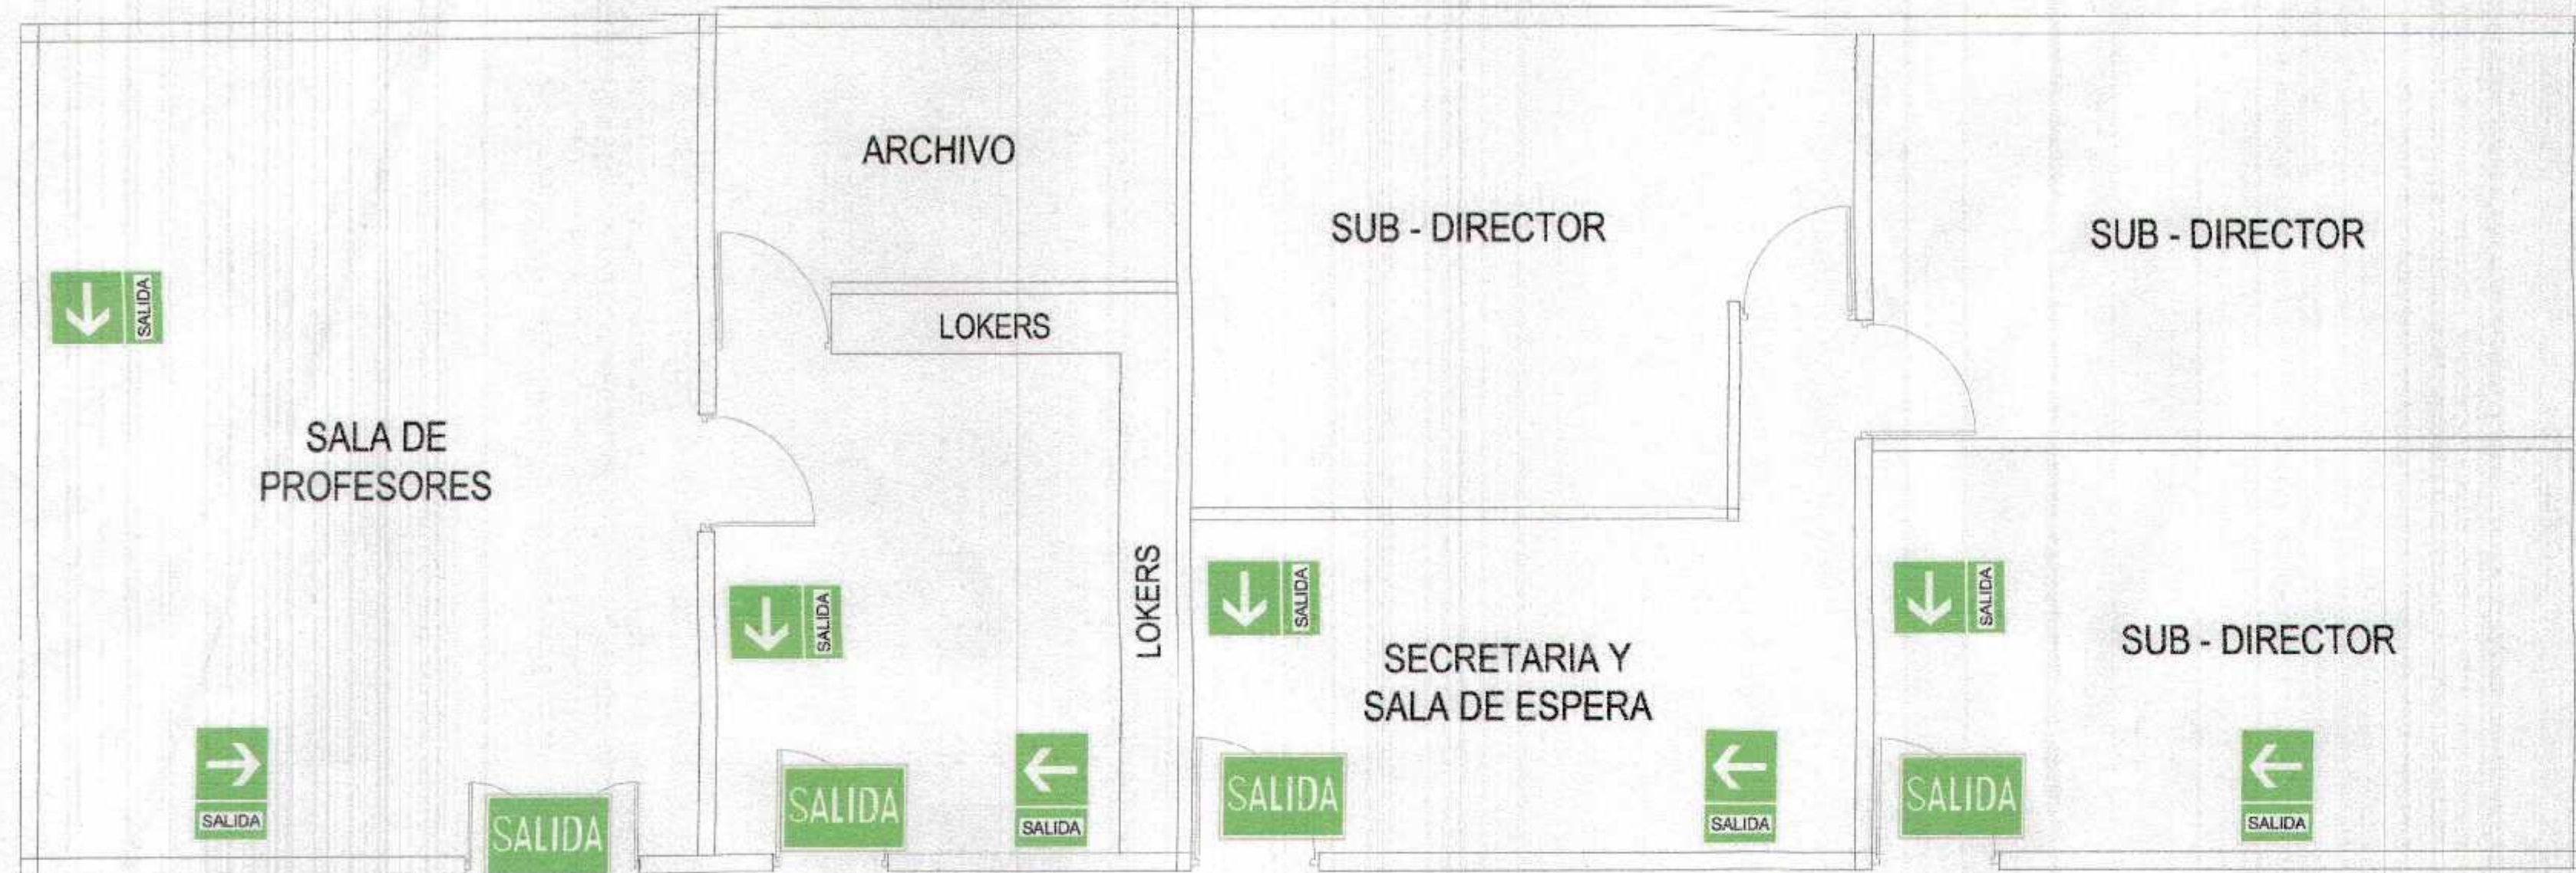 ARCHIVO
SUB - DIRECTOR
SUB - DIRECTOR
SALIDA
LOKERS
SALA DE
PROFESORES
LOKERS
SALIDA
SALIDA
SALIDA
SALIDA
SECRETARIA Y
SALA DE ESPERA
SUB - DIRECTOR
SALIDA
SALIDA
SALIDA
SALIDA
SALIDA
SALIDA
SALIDA
SALIDA